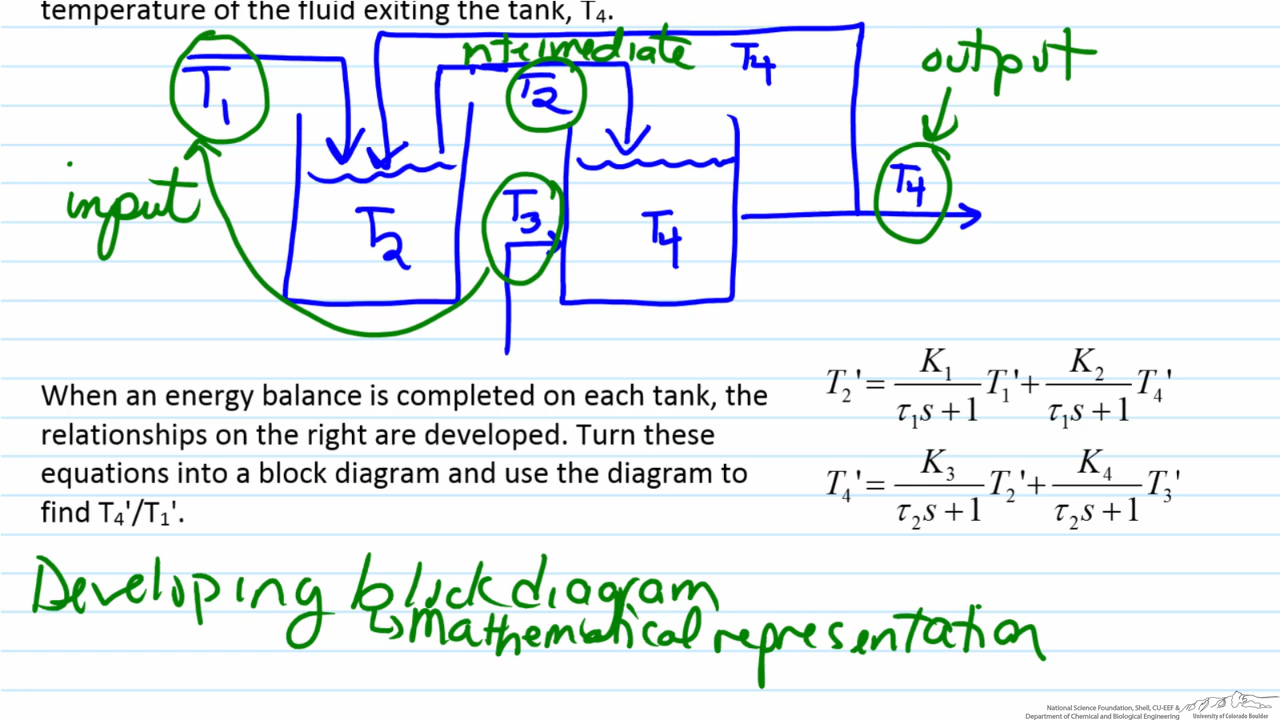 temperature of the fluid exiting the tank, T₄.
ntermediate
T₁
T₂
T₄
output
input
T₂
T₃
T₄
T₄
When an energy balance is completed on each tank, the
relationships on the right are developed. Turn these
equations into a block diagram and use the diagram to
find T₄'/T₁'.
T₂' = K₁/(τ₁s + 1) T₁' + K₂/(τ₁s + 1) T₄'
T₄' = K₃/(τ₂s + 1) T₂' + K₄/(τ₂s + 1) T₃'
Developing block diagram
↳ Mathematical representation
National Science Foundation, Shell, CU-EEF &
Department of Chemical and Biological Engineering
University of Colorado Boulder